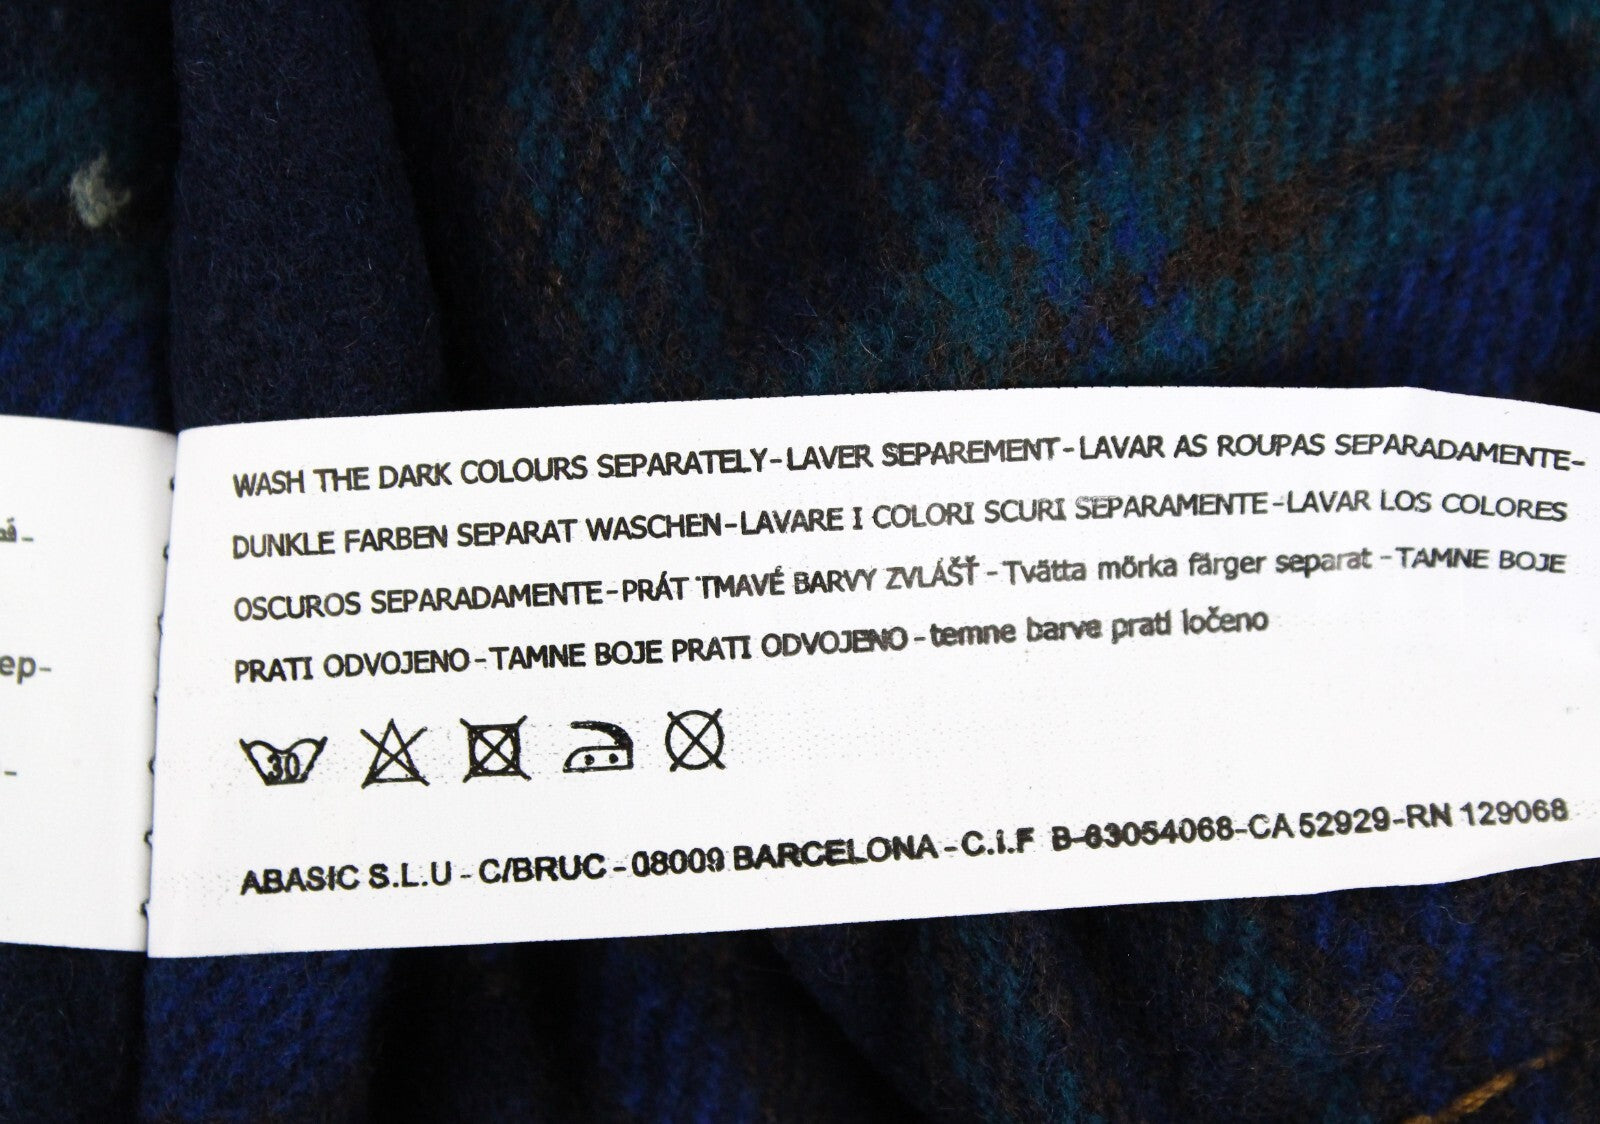 WASH THE DARK COLOURS SEPARATELY-LAVER SEPAREMENT-LAVAR AS ROUPAS SEPARADAMENTE-
DUNKLE FARBEN SEPARAT WASCHEN-LAVARE I COLORI SCURI SEPARAMENTE-LAVAR LOS COLORES
OSCUROS SEPARADAMENTE-PRÁT TMAVÉ BARVY ZVLÁŠŤ-Tvätta mörka färger separat-TAMNE BOJE
PRATI ODVOJENO-TAMNE BOJE PRATI ODVOJENO-temne barve prati ločeno
30
ABASIC S.L.U - C/BRUC - 08009 BARCELONA - C.I.F B-63054068-CA 52929-RN 129068
ep-